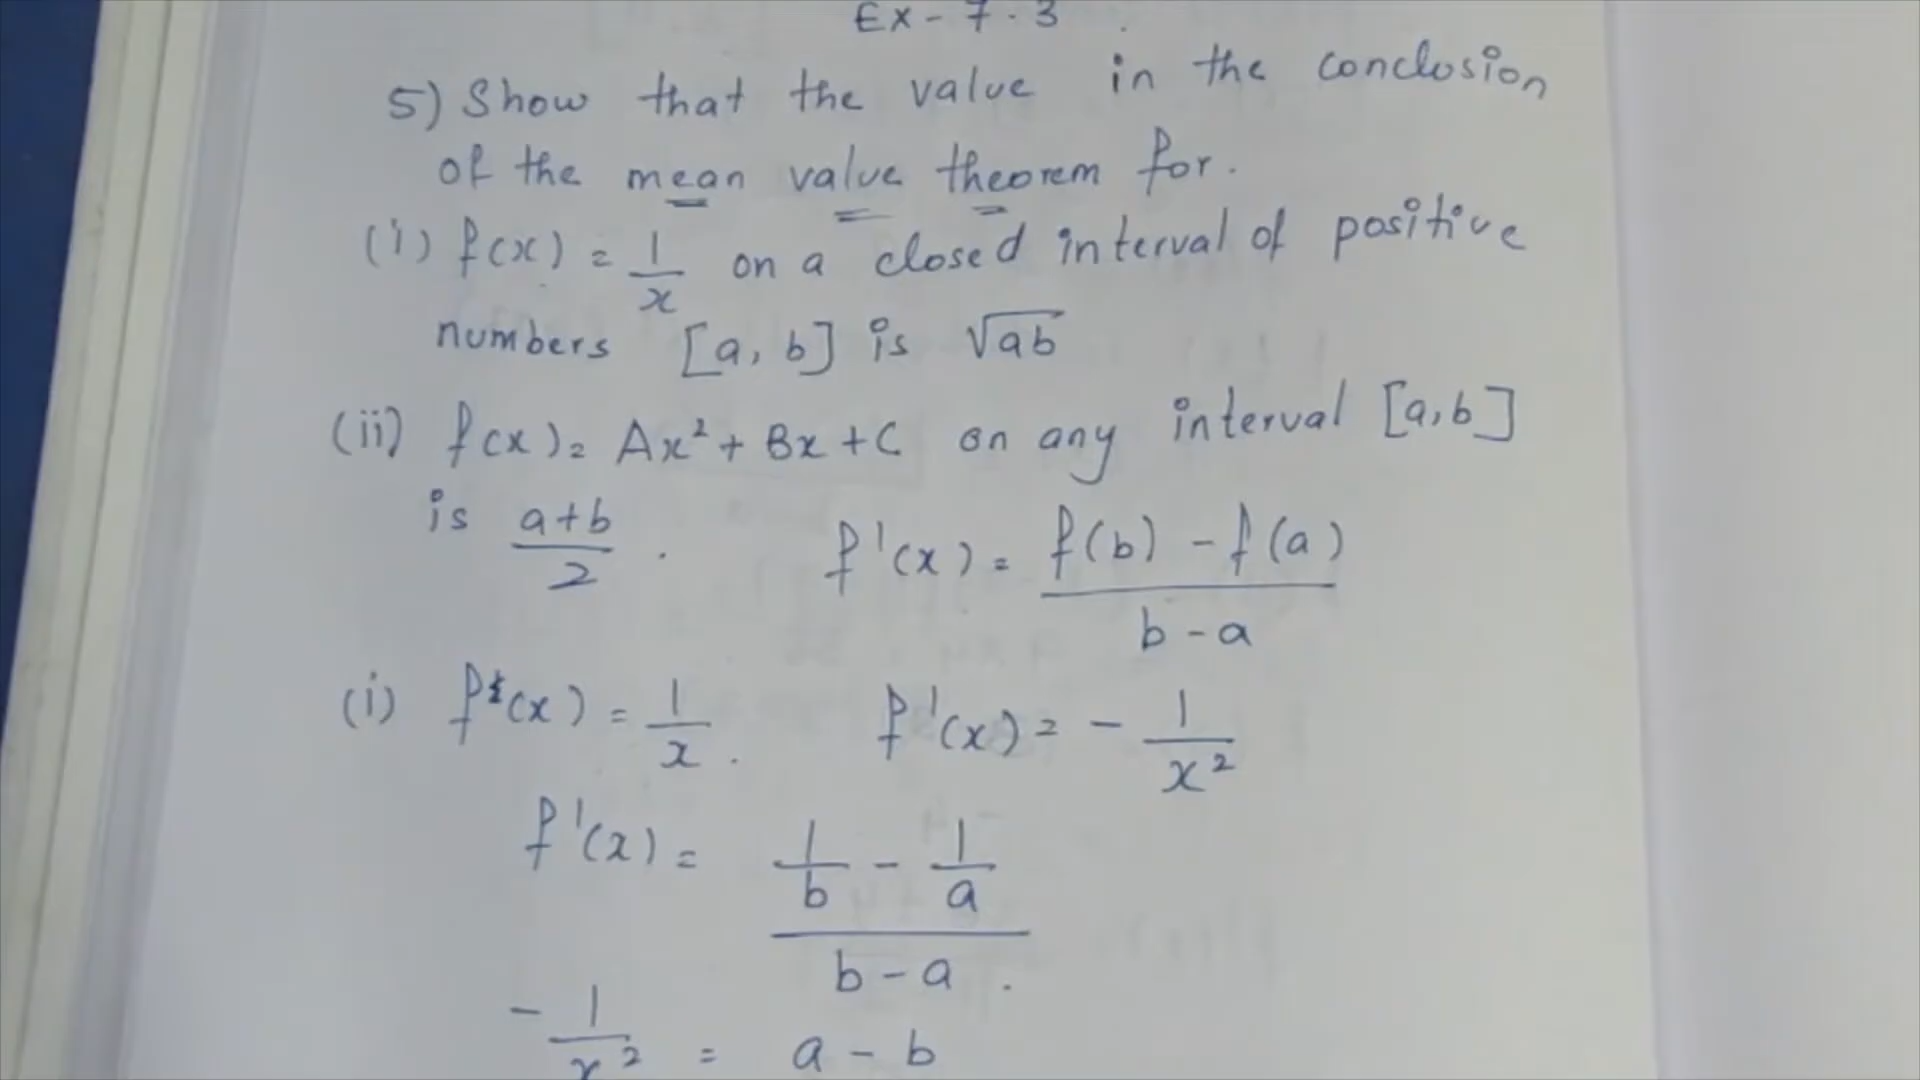 Ex - 7.3
5) Show that the value in the conclusion
of the mean value theorem for.
(i) f(x) = 1/x on a closed interval of positive
numbers [a, b] is √ab
(ii) f(x) = Ax² + Bx + C on any interval [a, b]
is (a+b)/2 .
f'(x) = (f(b) - f(a))/(b - a)
(i) f(x) = 1/x . f'(x) = - 1/x²
f'(x) = (1/b - 1/a)/(b - a) .
- 1/x² = a - b